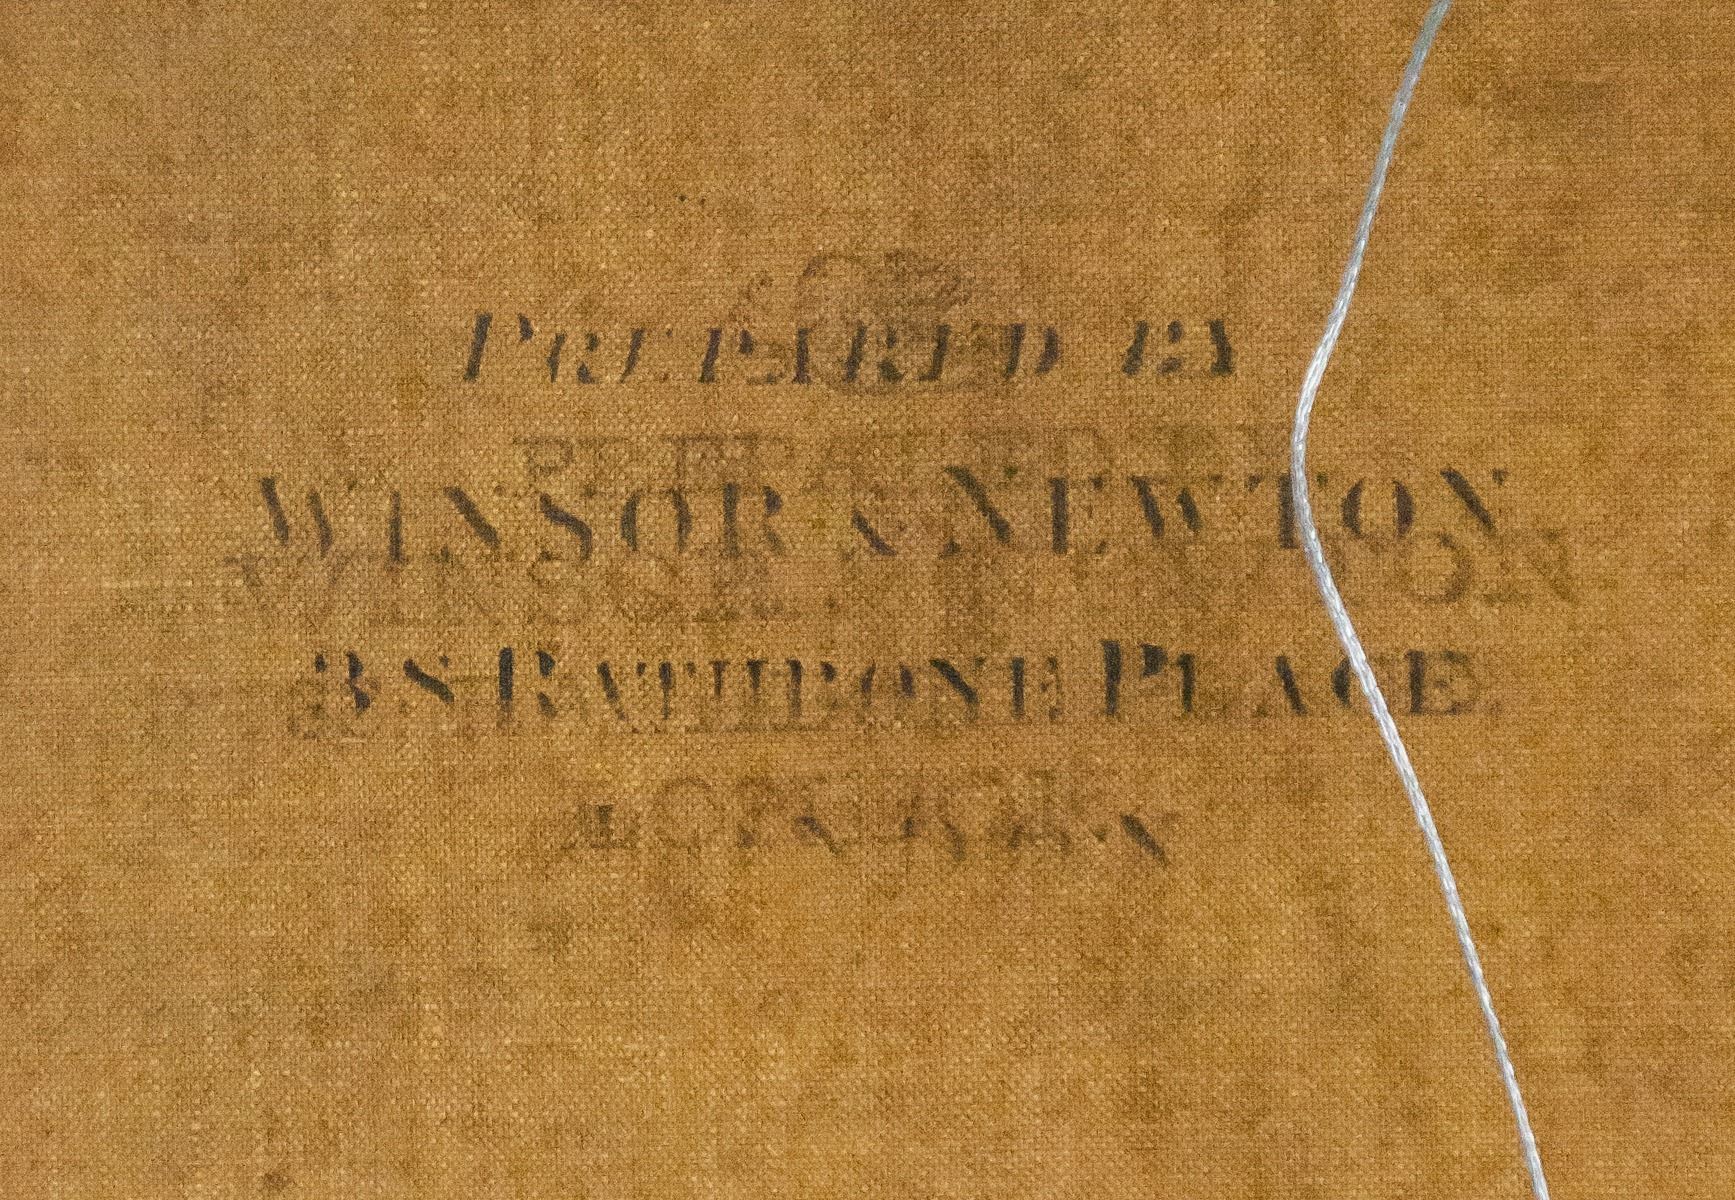 PREPARED BY
WINSOR & NEWTON
38 RATHBONE PLACE
LONDON